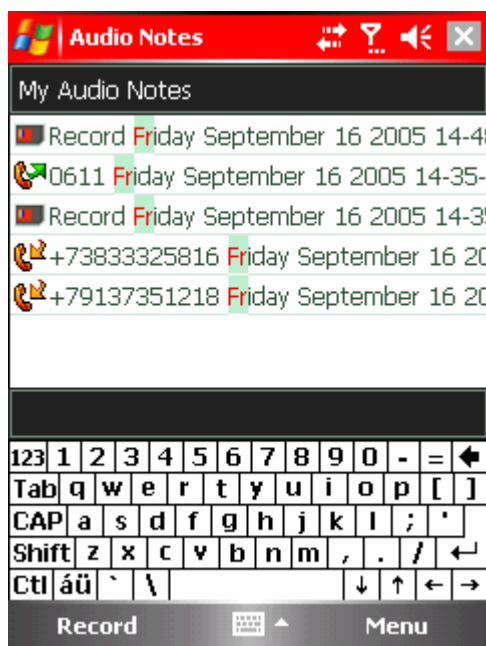 Audio Notes
My Audio Notes
Record Friday September 16 2005 14-48
0611 Friday September 16 2005 14-35-
Record Friday September 16 2005 14-35
+73833325816 Friday September 16 20
+79137351218 Friday September 16 20
123 1 2 3 4 5 6 7 8 9 0 - =
Tab q w e r t y u i o p [ ]
CAP a s d f g h j k l ; '
Shift z x c v b n m , . /
Ctl áü ` \ ↓ ↑ ← →
Record Menu